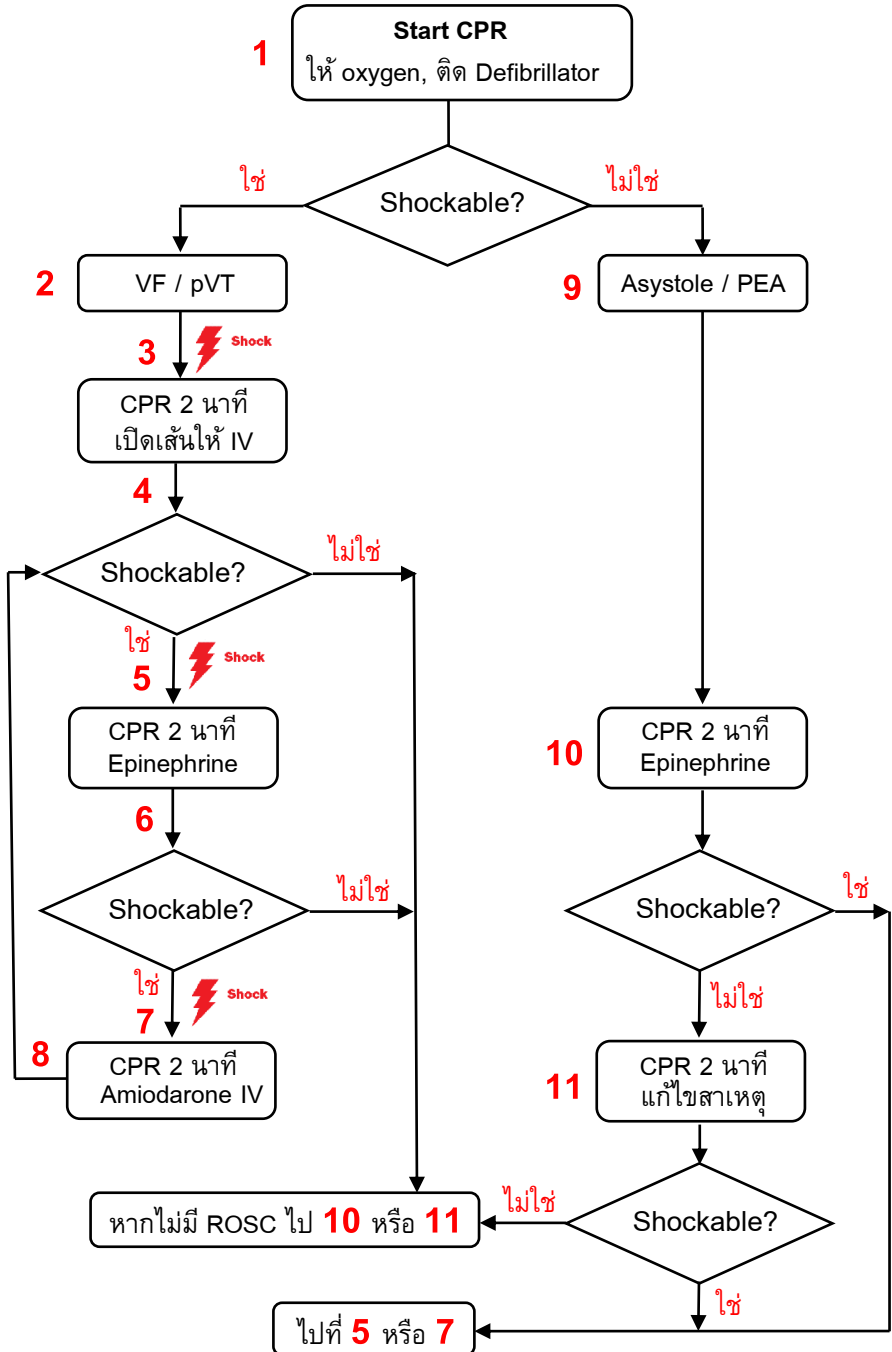 Start CPR
1
ให้ oxygen, ติด Defibrillator
ใช่
ไม่ใช่
Shockable?
2
VF / pVT
9
Asystole / PEA
3
Shock
CPR 2 นาที
เปิดเส้นให้ IV
4
Shockable?
ไม่ใช่
ใช่
Shock
5
CPR 2 นาที
Epinephrine
10
CPR 2 นาที
Epinephrine
6
Shockable?
ไม่ใช่
Shockable?
ใช่
ใช่
Shock
7
ไม่ใช่
8
CPR 2 นาที
Amiodarone IV
11
CPR 2 นาที
แก้ไขสาเหตุ
หากไม่มี ROSC ไป 10 หรือ 11
ไม่ใช่
Shockable?
ใช่
ไปที่ 5 หรือ 7